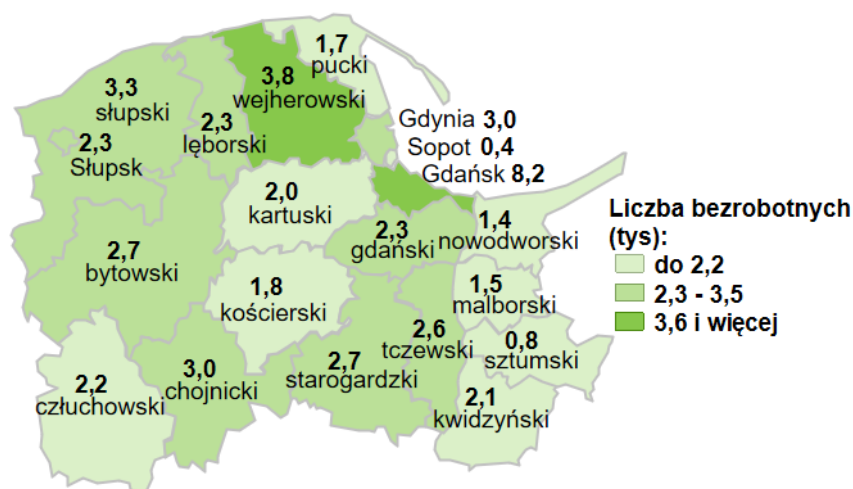 1,7
pucki
3,8
wejherowski
3,3
słupski
2,3
Słupsk
2,3
lęborski
Gdynia 3,0
Sopot 0,4
Gdańsk 8,2
2,0
kartuski
2,3
gdański
1,4
nowodworski
2,7
bytowski
1,8
kościerski
1,5
malborski
2,6
tczewski
0,8
sztumski
2,2
człuchowski
3,0
chojnicki
2,7
starogardzki
2,1
kwidzyński
Liczba bezrobotnych
(tys):
do 2,2
2,3 - 3,5
3,6 i więcej